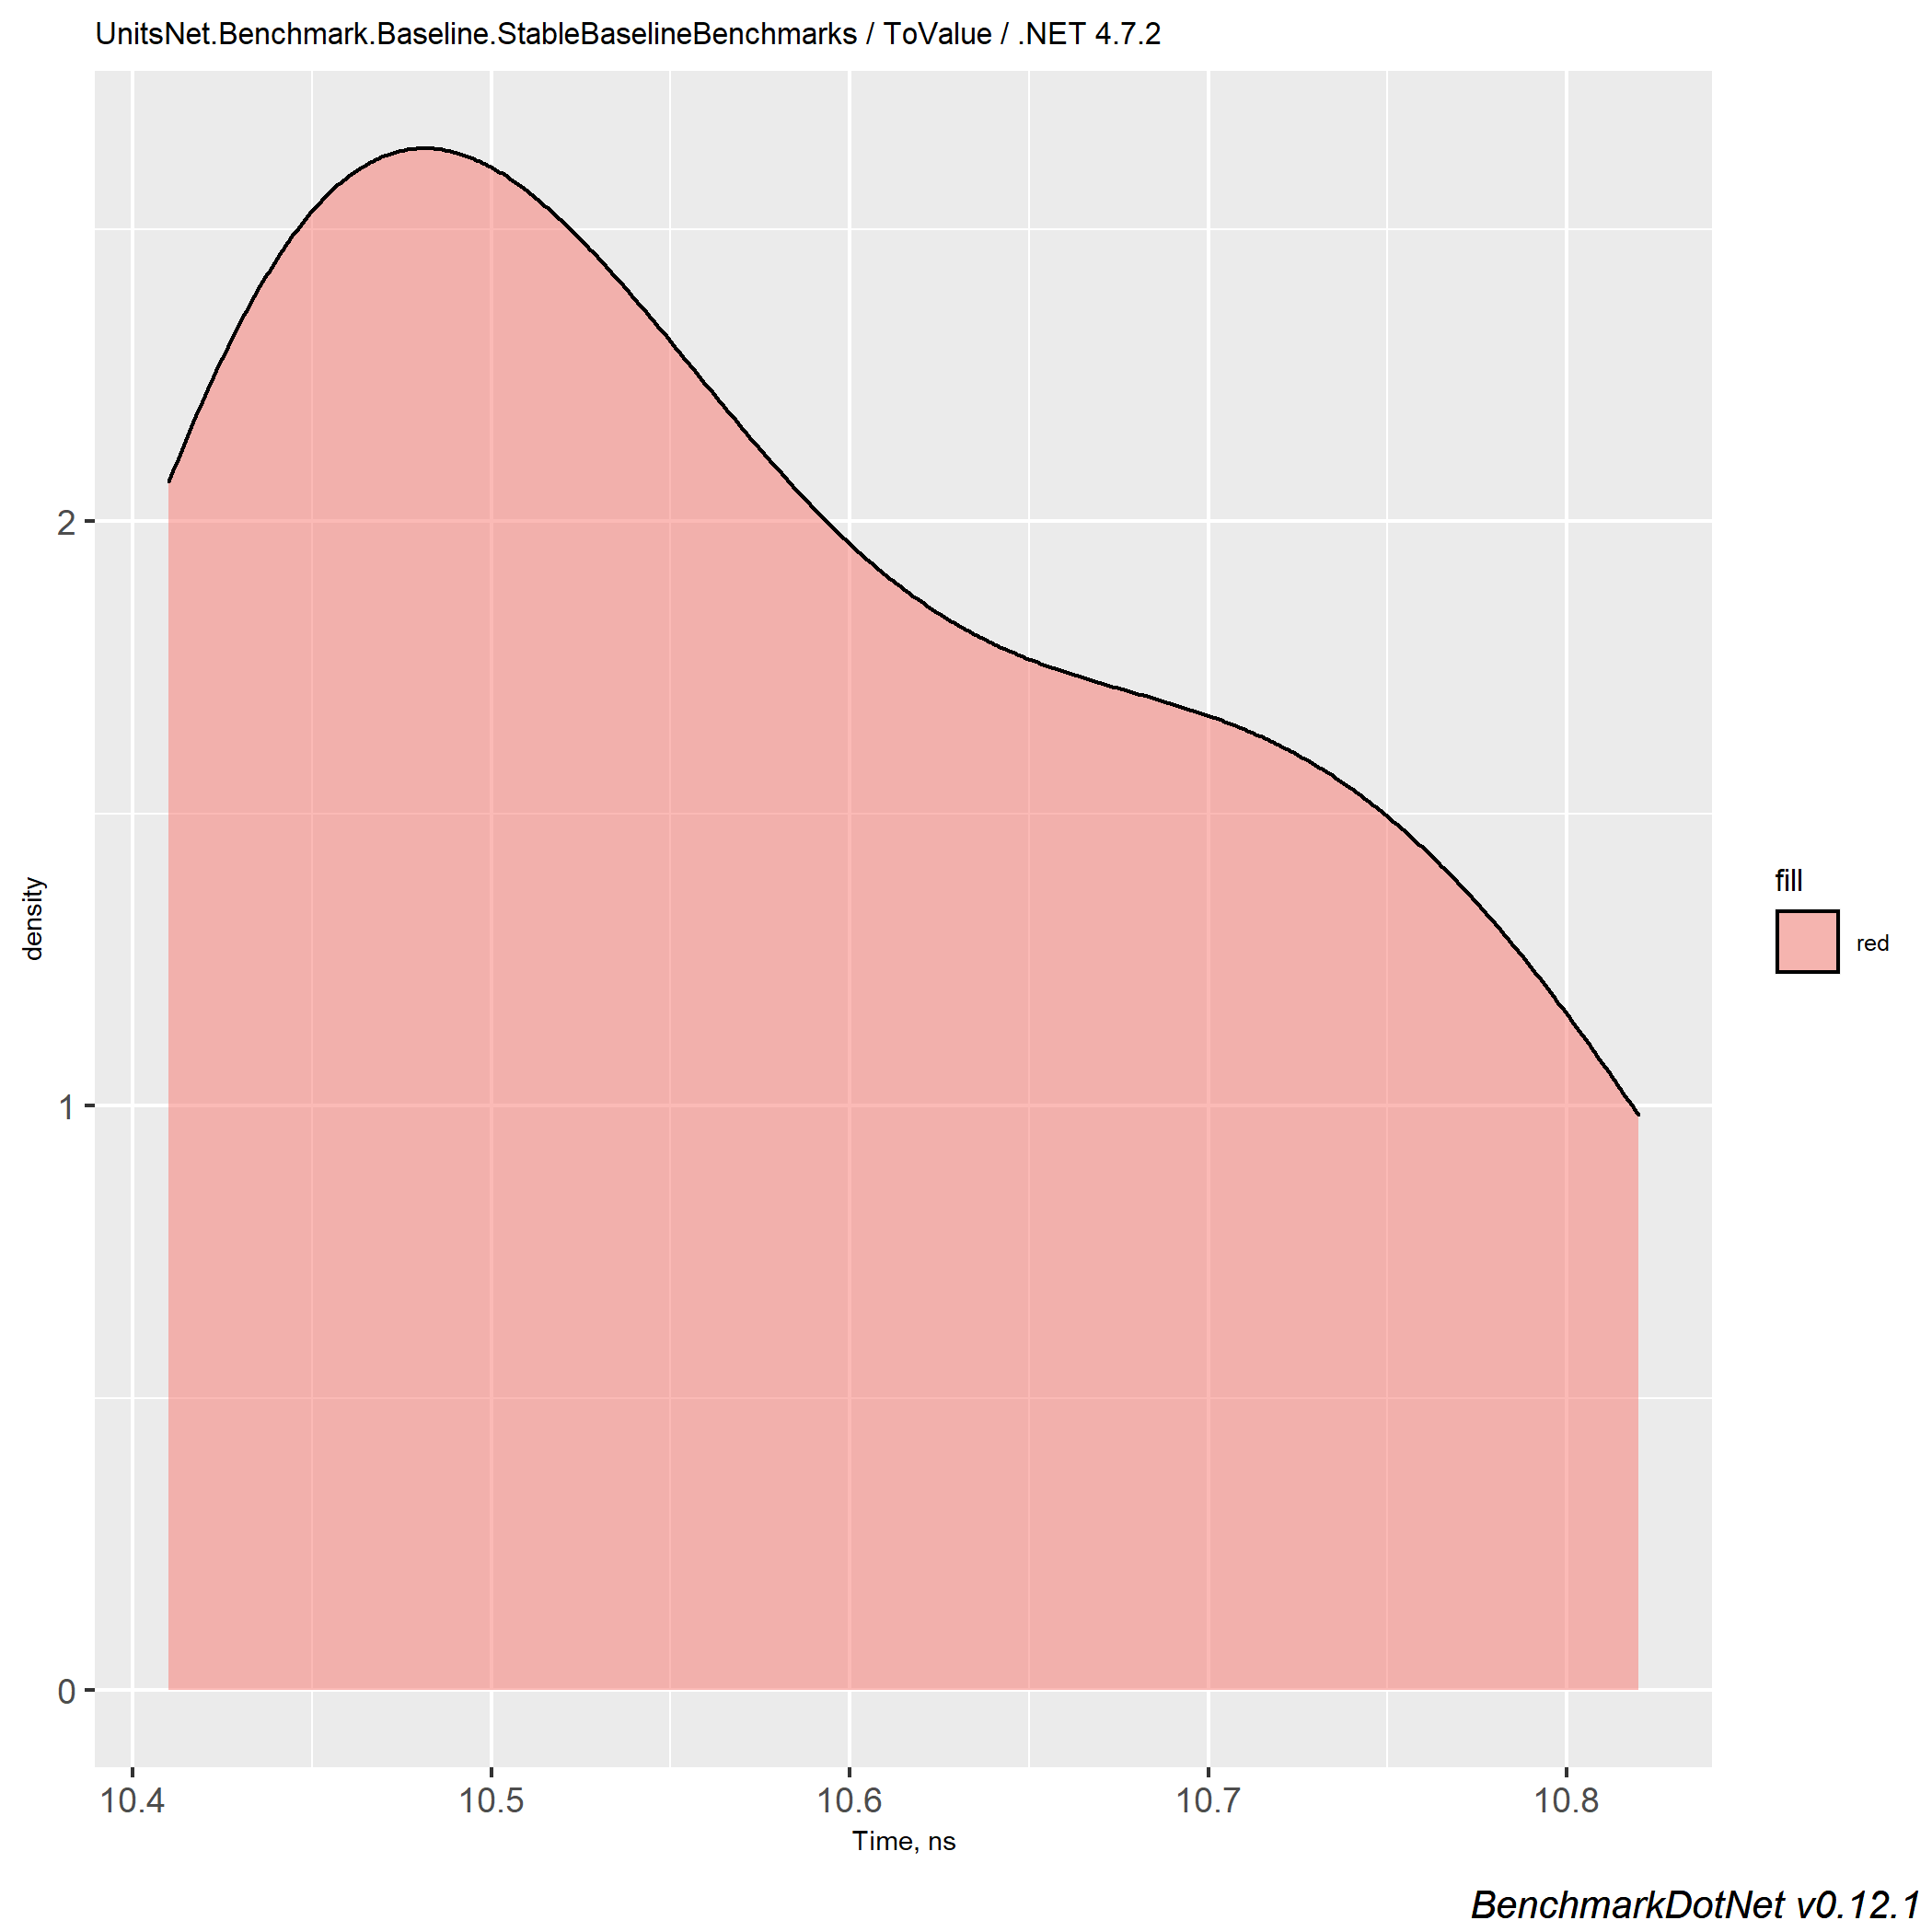 UnitsNet.Benchmark.Baseline.StableBaselineBenchmarks / ToValue / .NET 4.7.2
2
1
0
density
10.4 10.5 10.6 10.7 10.8
Time, ns
fill
red
BenchmarkDotNet v0.12.1